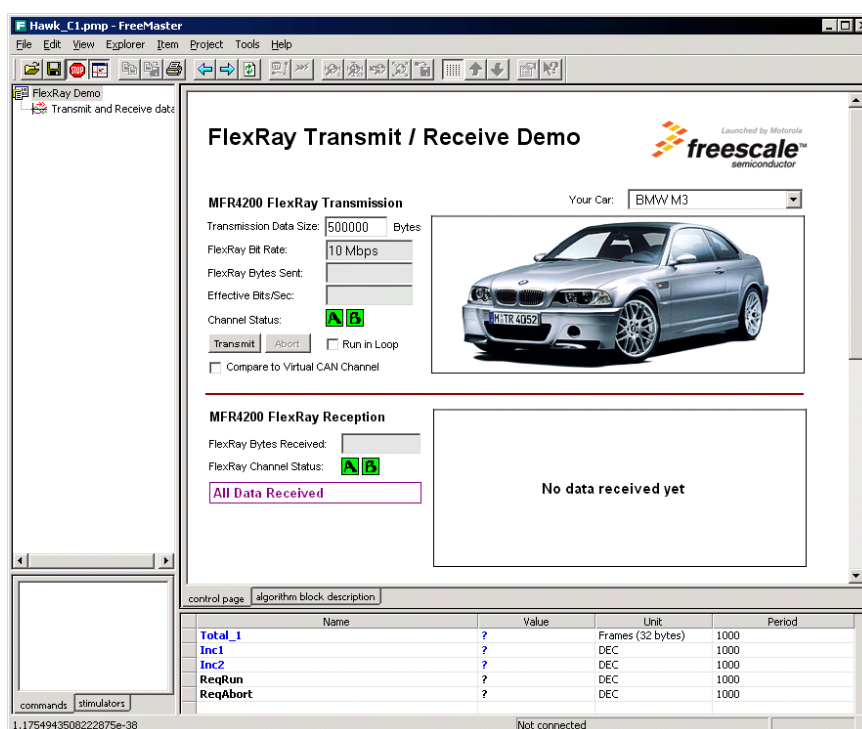 Hawk_C1.pmp - FreeMaster
File Edit View Explorer Item Project Tools Help
FlexRay Demo
Transmit and Receive data
FlexRay Transmit / Receive Demo
Launched by Motorola
freescale™
semiconductor
MFR4200 FlexRay Transmission
Your Car: BMW M3
Transmission Data Size: 500000 Bytes
FlexRay Bit Rate: 10 Mbps
FlexRay Bytes Sent:
Effective Bits/Sec:
Channel Status: A B
Transmit Abort Run in Loop
Compare to Virtual CAN Channel
H:TR 4052
MFR4200 FlexRay Reception
FlexRay Bytes Received:
FlexRay Channel Status: A B
All Data Received
No data received yet
control page algorithm block description
Name Value Unit Period
Total_1 ? Frames (32 bytes) 1000
Inc1 ? DEC 1000
Inc2 ? DEC 1000
ReqRun ? DEC 1000
ReqAbort ? DEC 1000
commands stimulators
1.1754943508222875e-38 Not connected